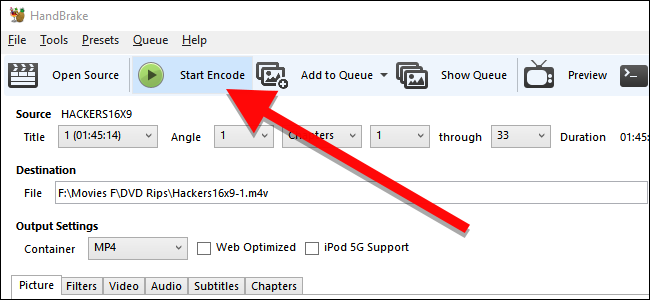 HandBrake
File Tools Presets Queue Help
Open Source Start Encode Add to Queue Show Queue Preview
Source HACKERS16X9
Title 1 (01:45:14) Angle 1 Chapters 1 through 33 Duration 01:45:
Destination
File F:\Movies F\DVD Rips\Hackers16x9-1.m4v
Output Settings
Container MP4 Web Optimized iPod 5G Support
Picture Filters Video Audio Subtitles Chapters